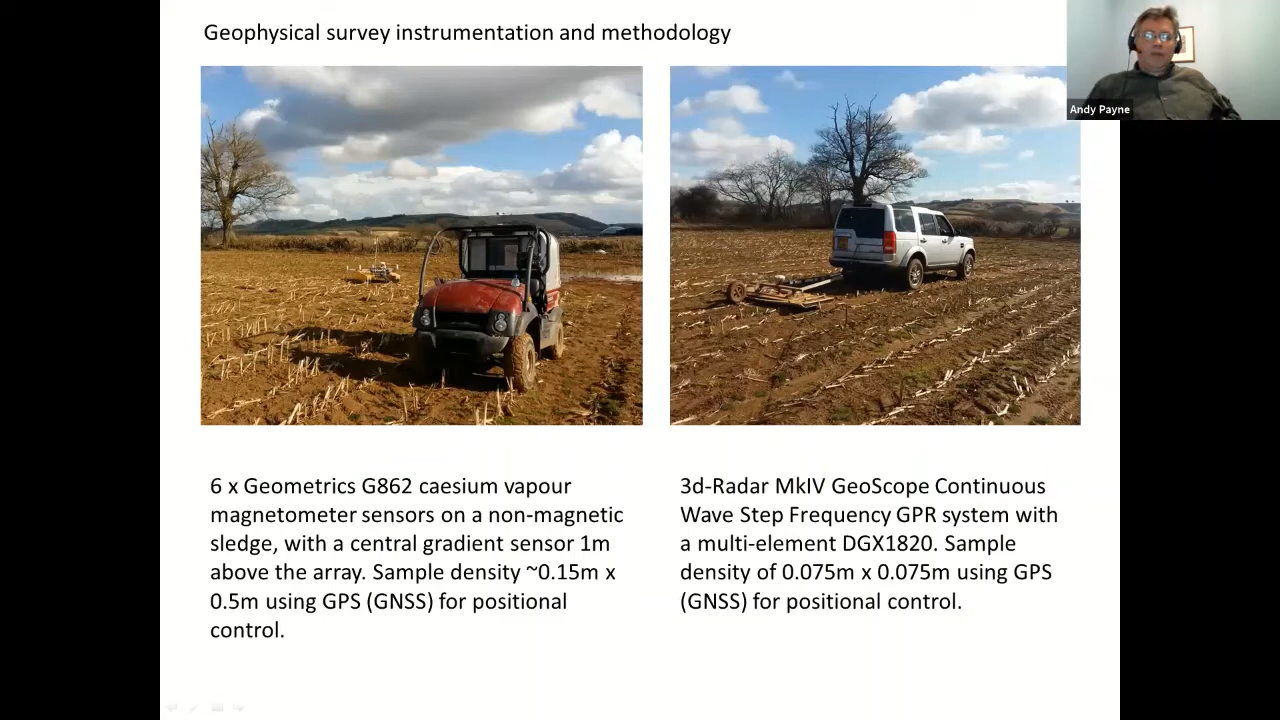 Geophysical survey instrumentation and methodology
Andy Payne
6 x Geometrics G862 caesium vapour
magnetometer sensors on a non-magnetic
sledge, with a central gradient sensor 1m
above the array. Sample density ~0.15m x
0.5m using GPS (GNSS) for positional
control.
3d-Radar MkIV GeoScope Continuous
Wave Step Frequency GPR system with
a multi-element DGX1820. Sample
density of 0.075m x 0.075m using GPS
(GNSS) for positional control.